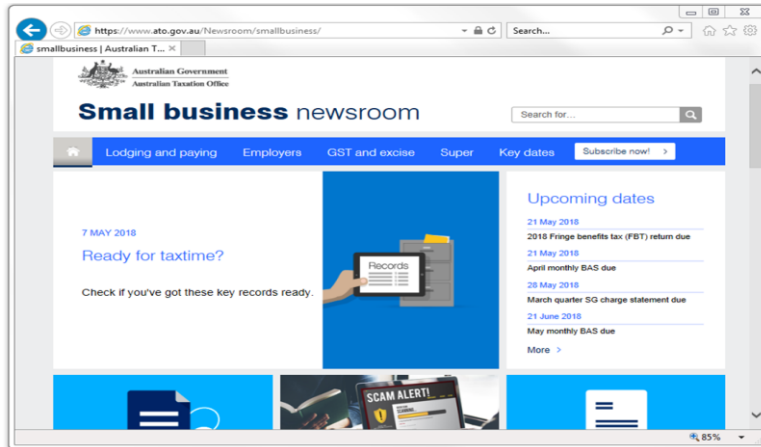 https://www.ato.gov.au/Newsroom/smallbusiness/
Search...
smallbusiness | Australian T...
Australian Government
Australian Taxation Office
Small business newsroom
Search for...
Lodging and paying
Employers
GST and excise
Super
Key dates
Subscribe now! >
7 MAY 2018
Ready for taxtime?
Check if you've got these key records ready.
Records
Upcoming dates
21 May 2018
2018 Fringe benefits tax (FBT) return due
21 May 2018
April monthly BAS due
28 May 2018
March quarter SG charge statement due
21 June 2018
May monthly BAS due
More >
SCAM ALERT!
85%